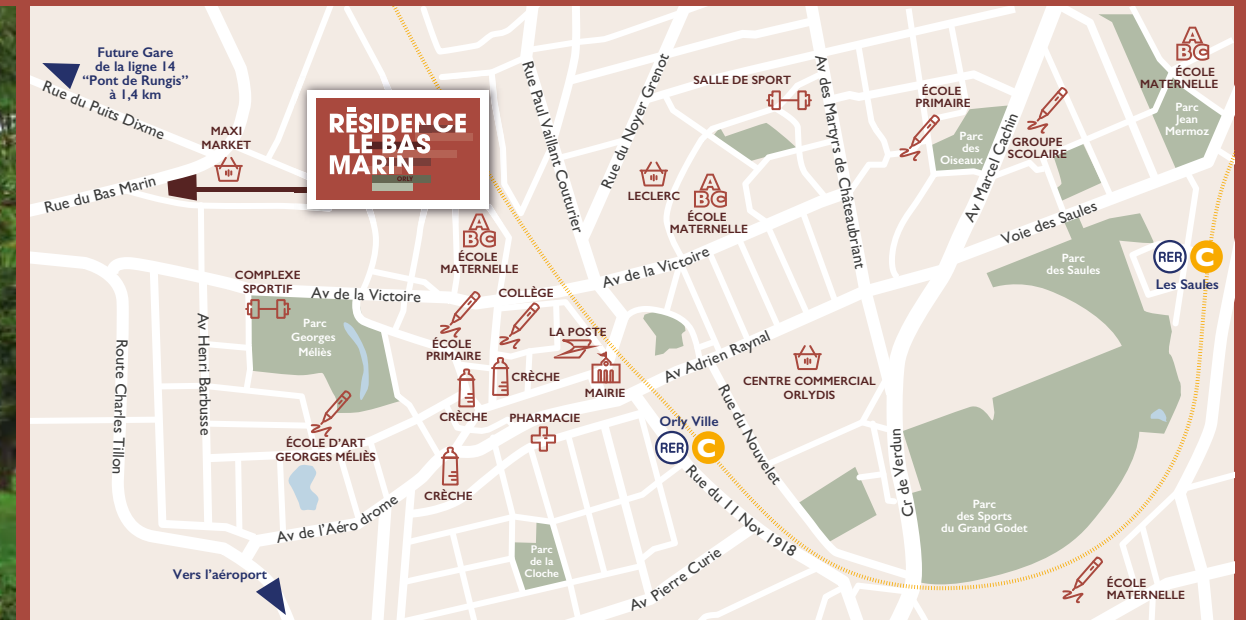 Future Gare
de la ligne 14
“Pont de Rungis”
à 1,4 km
Rue du Puits Dixme
MAXI
MARKET
Rue du Bas Marin
RĒSIDENCE
LE BAS
MARIN
ORLY
Rue Paul Vaillant Couturier
Rue du Noyer Grenot
SALLE DE SPORT
Av des Martyrs de Châteaubriant
ÉCOLE
PRIMAIRE
Parc
des
Oiseaux
Av Marcel Cachin
GROUPE
SCOLAIRE
A
BC
ÉCOLE
MATERNELLE
Parc
Jean
Mermoz
LECLERC
A
BC
ÉCOLE
MATERNELLE
Voie des Saules
Parc
des Saules
RER
C
Les Saules
A
BC
ÉCOLE
MATERNELLE
Av de la Victoire
COMPLEXE
SPORTIF
Av de la Victoire
COLLÈGE
Parc
Georges
Méliès
ÉCOLE
PRIMAIRE
LA POSTE
Av Henri Barbusse
Route Charles Tillon
CRÈCHE
MAIRIE
Av Adrien Raynal
CENTRE COMMERCIAL
ORLYDIS
CRÈCHE
PHARMACIE
Orly Ville
RER
C
Rue du Nouvelet
ÉCOLE D’ART
GEORGES MÉLIÈS
CRÈCHE
Cr de Verdun
Rue du 11 Nov 1918
Parc
des Sports
du Grand Godet
Av de l’Aéro drome
Parc
de la
Cloche
Vers l’aéroport
Av Pierre Curie
ÉCOLE
MATERNELLE